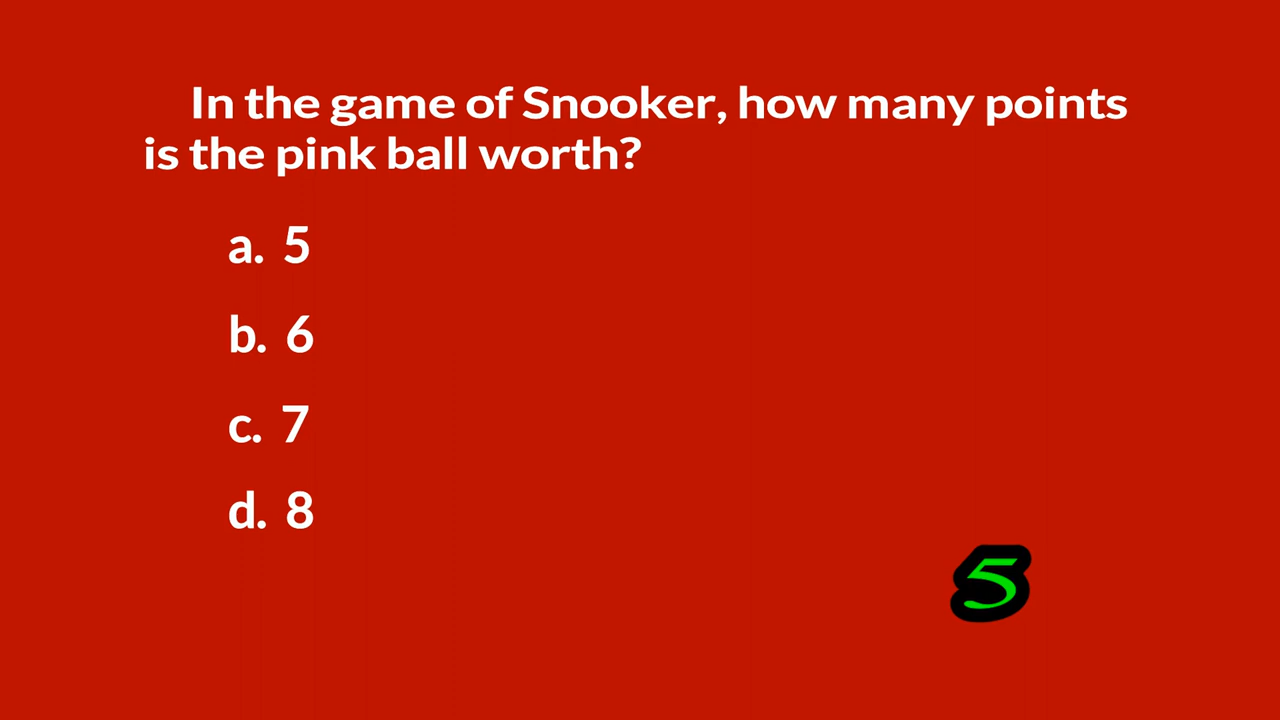 In the game of Snooker, how many points
is the pink ball worth?
a. 5
b. 6
c. 7
d. 8
5